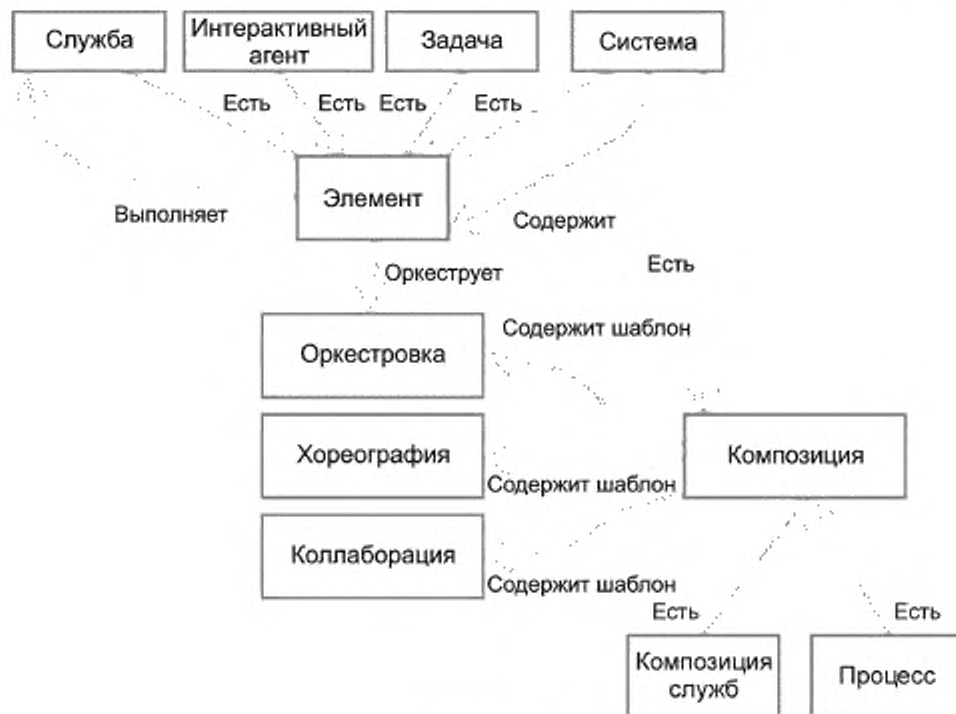 Служба
Интерактивный
агент
Задача
Система
Есть
Есть
Есть
Есть
Элемент
Выполняет
Содержит
Есть
Оркеструет
Содержит шаблон
Оркестровка
Хореография
Композиция
Содержит шаблон
Коллаборация
Содержит шаблон
Есть
Есть
Композиция
служб
Процесс